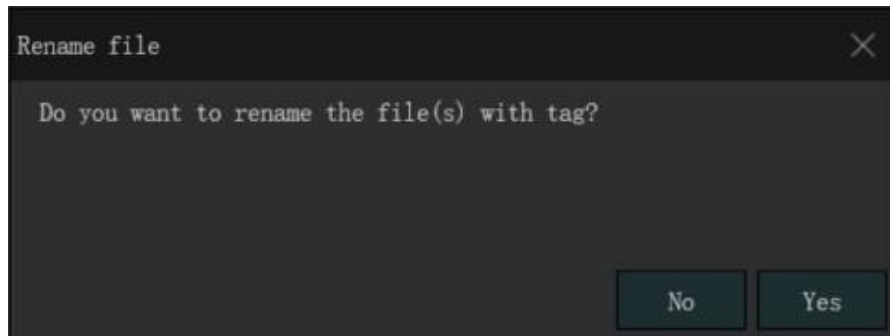 Rename file
Do you want to rename the file(s) with tag?
No Yes